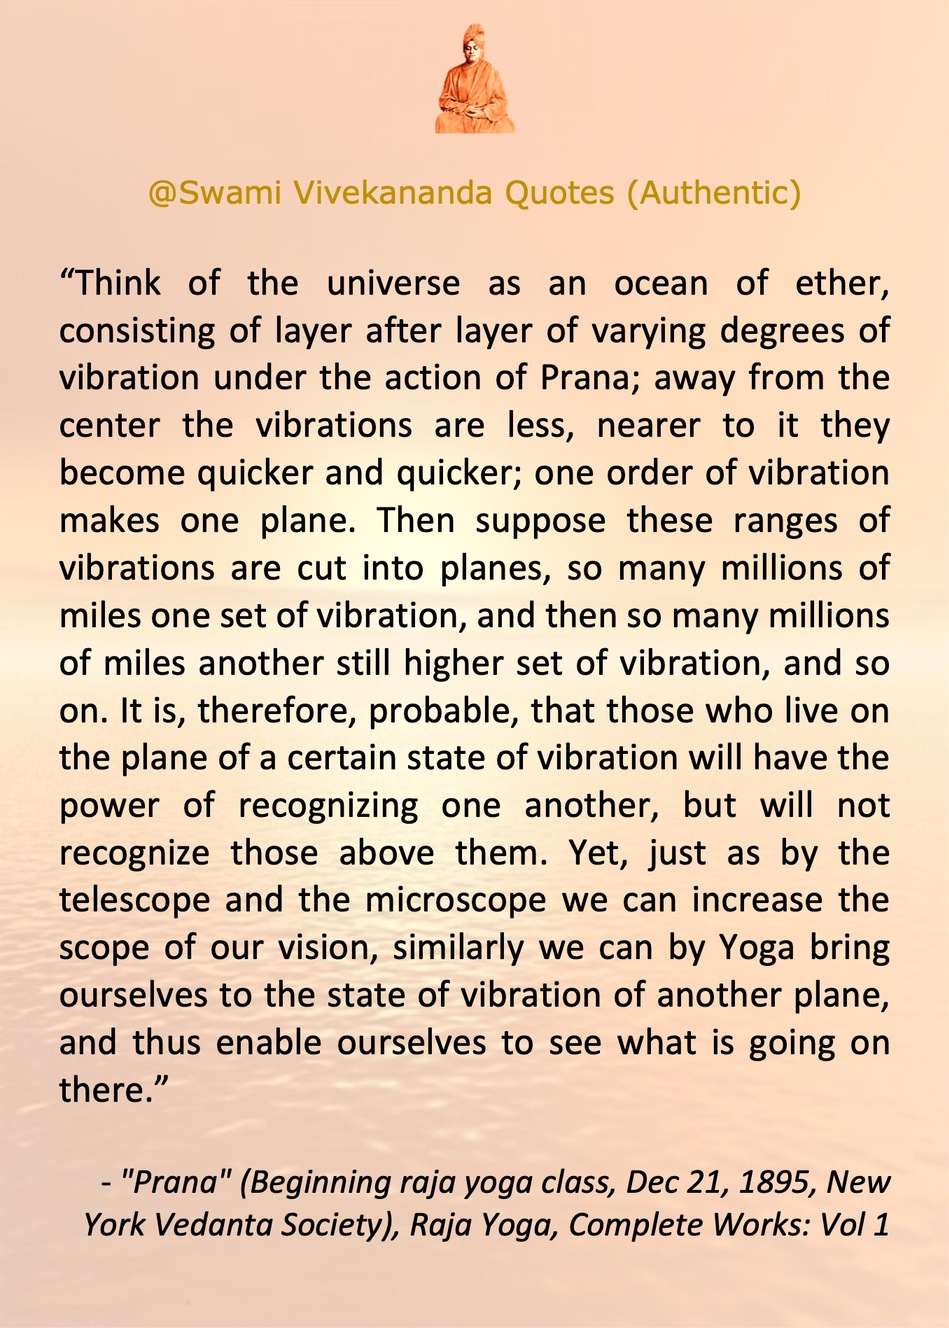 @Swami Vivekananda Quotes (Authentic)
“Think of the universe as an ocean of ether,
consisting of layer after layer of varying degrees of
vibration under the action of Prana; away from the
center the vibrations are less, nearer to it they
become quicker and quicker; one order of vibration
makes one plane. Then suppose these ranges of
vibrations are cut into planes, so many millions of
miles one set of vibration, and then so many millions
of miles another still higher set of vibration, and so
on. It is, therefore, probable, that those who live on
the plane of a certain state of vibration will have the
power of recognizing one another, but will not
recognize those above them. Yet, just as by the
telescope and the microscope we can increase the
scope of our vision, similarly we can by Yoga bring
ourselves to the state of vibration of another plane,
and thus enable ourselves to see what is going on
there.”
- "Prana" (Beginning raja yoga class, Dec 21, 1895, New
York Vedanta Society), Raja Yoga, Complete Works: Vol 1